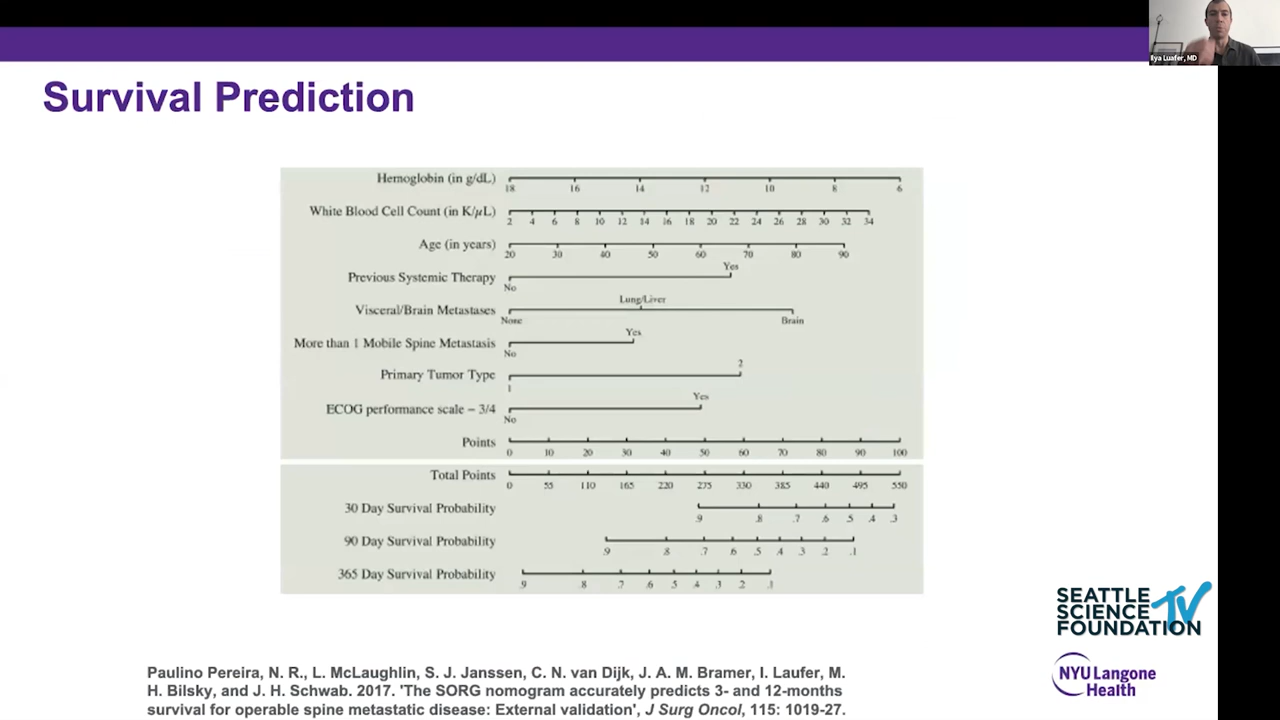 Ilya Luafer, MD
Survival Prediction
Hemoglobin (in g/dL)
18 16 14 12 10 8 6
White Blood Cell Count (in K/μL)
2 4 6 8 10 12 14 16 18 20 22 24 26 28 30 32 34
Age (in years)
20 30 40 50 60 70 80 90
Yes
Previous Systemic Therapy
No
Lung/Liver
Visceral/Brain Metastases
None Brain
Yes
More than 1 Mobile Spine Metastasis
No
2
Primary Tumor Type
1
Yes
ECOG performance scale – 3/4
No
Points
0 10 20 30 40 50 60 70 80 90 100
Total Points
0 55 110 165 220 275 330 385 440 495 550
30 Day Survival Probability
.9 .8 .7 .6 .5 .4 .3
90 Day Survival Probability
.9 .8 .7 .6 .5 .4 .3 .2 .1
365 Day Survival Probability
.9 .8 .7 .6 .5 .4 .3 .2 .1
SEATTLE
SCIENCE TV
FOUNDATION
NYU Langone
Health
Paulino Pereira, N. R., L. McLaughlin, S. J. Janssen, C. N. van Dijk, J. A. M. Bramer, I. Laufer, M.
H. Bilsky, and J. H. Schwab. 2017. 'The SORG nomogram accurately predicts 3- and 12-months
survival for operable spine metastatic disease: External validation', J Surg Oncol, 115: 1019-27.